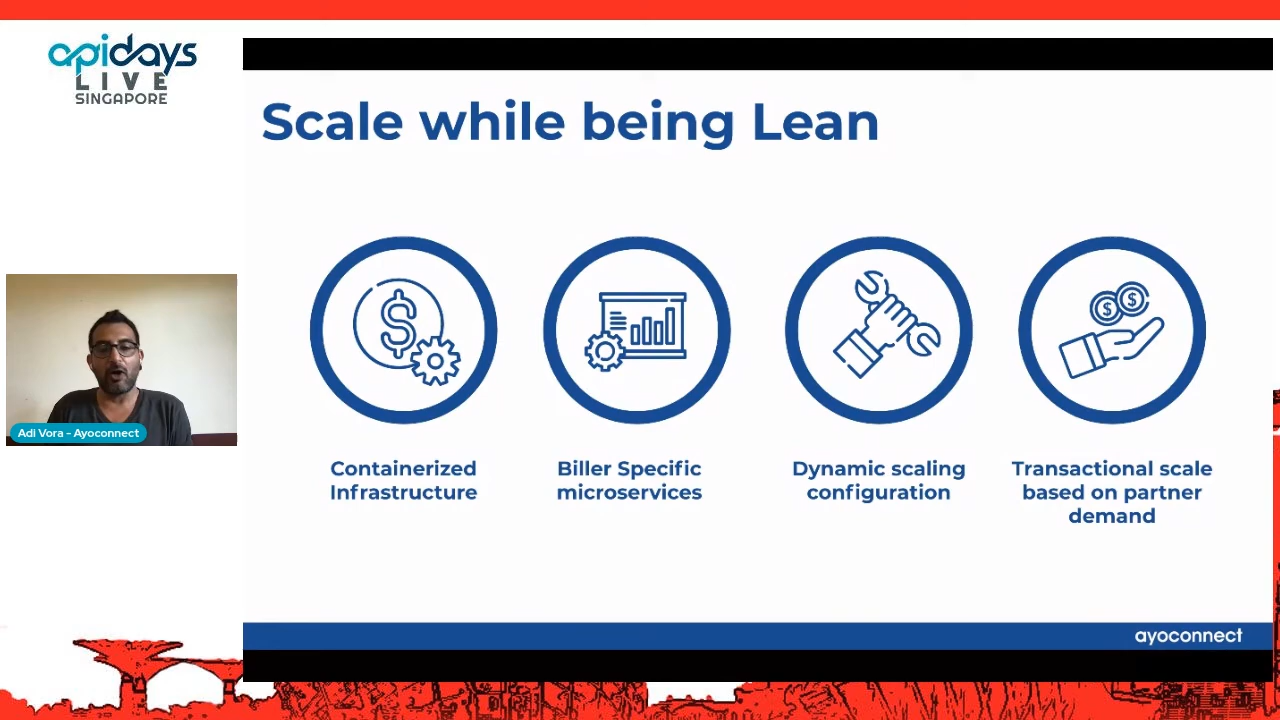 apidays
LIVE
SINGAPORE
Scale while being Lean
Adi Vora - Ayoconnect
Containerized
Infrastructure
Biller Specific
microservices
Dynamic scaling
configuration
Transactional scale
based on partner
demand
ayoconnect